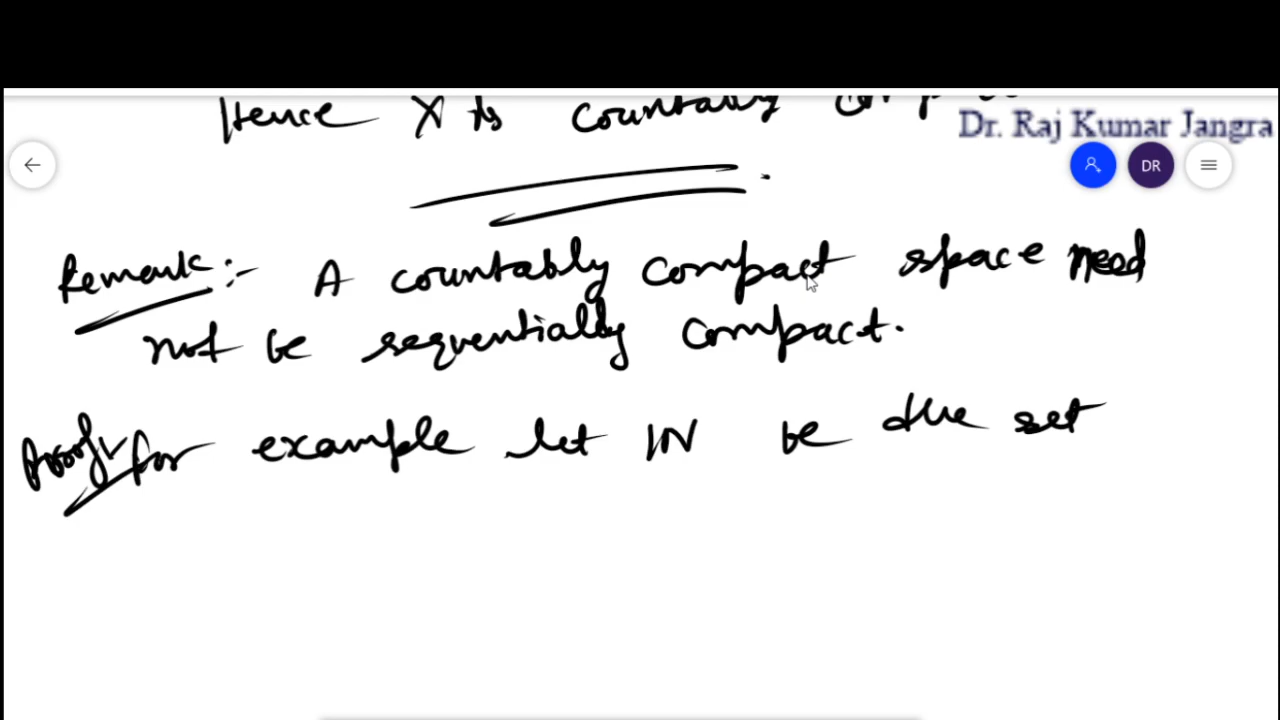 Hence X is countably
Dr. Raj Kumar Jangra
DR
Remark:- A countably compact space need
not be sequentially compact.
Proof:- for example let IN be the set